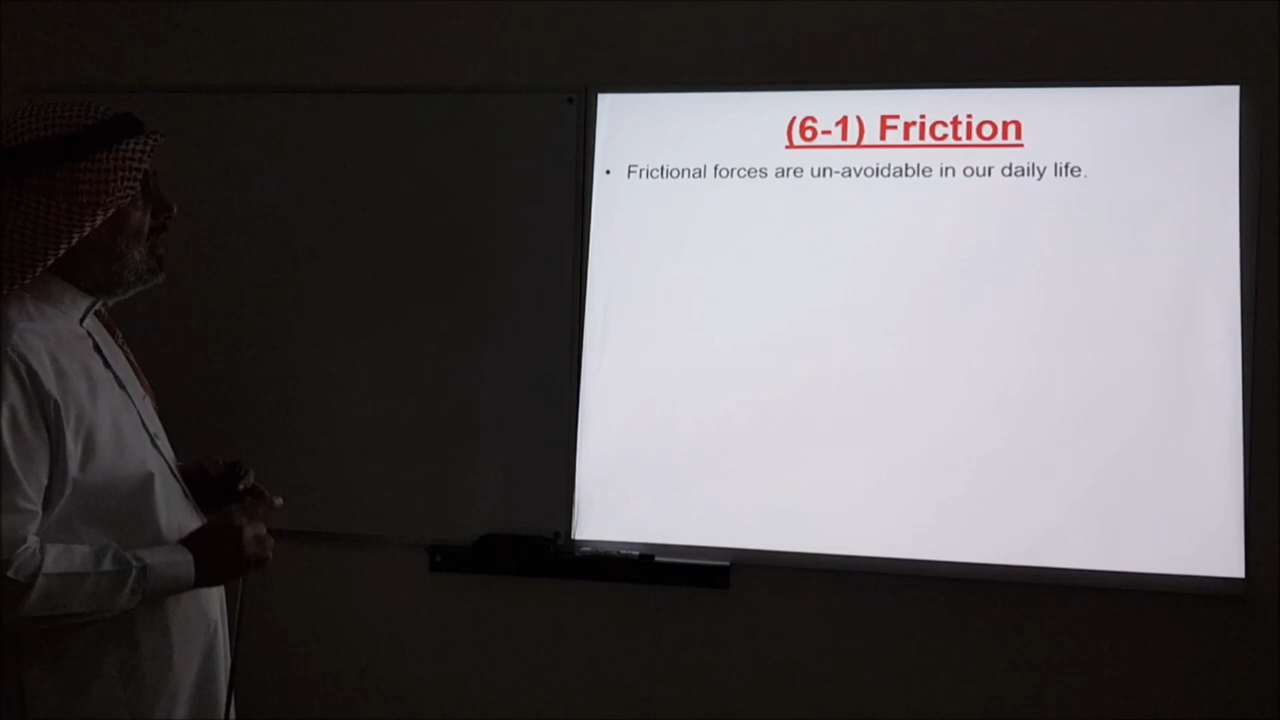 (6-1) Friction
• Frictional forces are un-avoidable in our daily life.